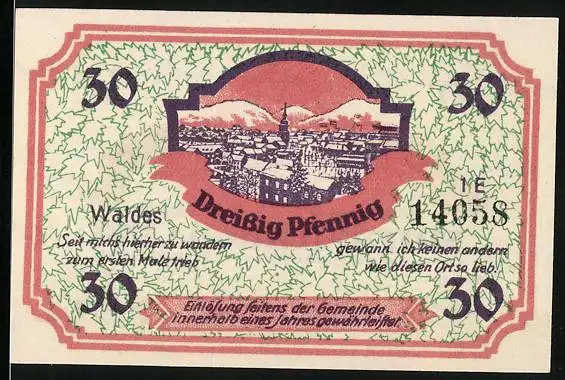 30
30
1E
14058
Waldes
Dreißig Pfennig
Seit mich's hierher zu wandern
zum ersten Male trieb
gewann ich keinen andern
wie diesen Ort so lieb.
30
30
Einlösung seitens der Gemeinde
innerhalb eines Jahres gewährleistet